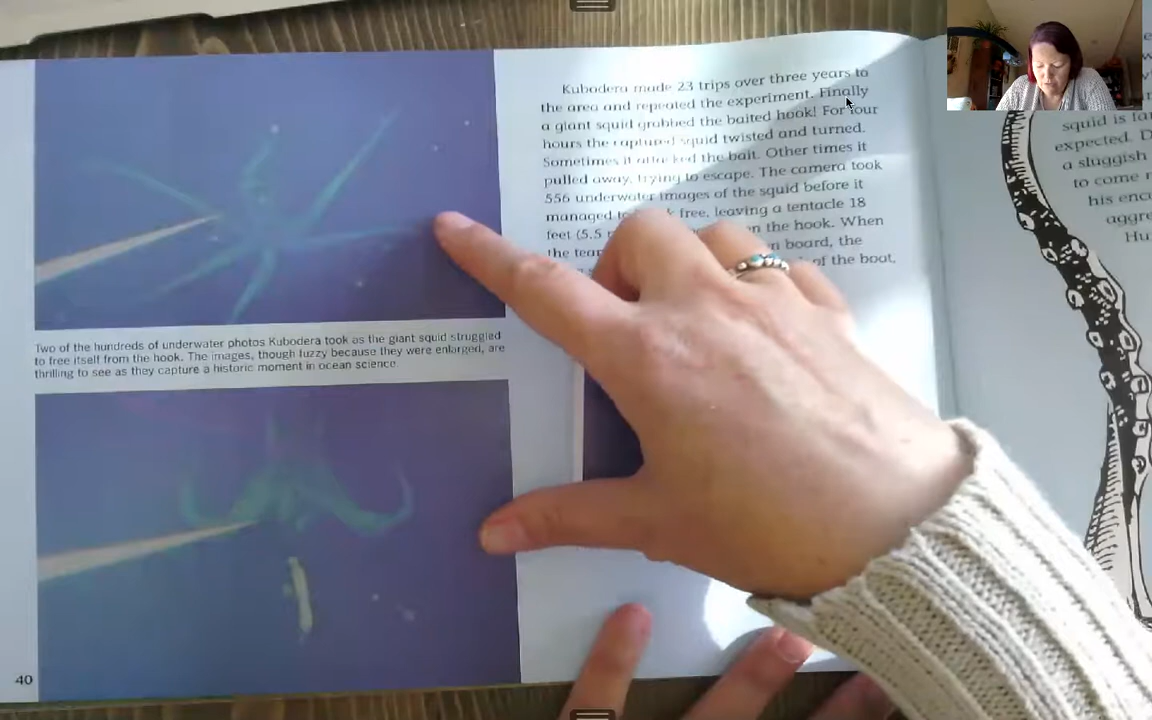 Kubodera made 23 trips over three years to
the area and repeated the experiment. Finally
a giant squid grabbed the baited hook! For four
hours the captured squid twisted and turned.
Sometimes it attacked the bait. Other times it
pulled away, trying to escape. The camera took
556 underwater images of the squid before it
managed to free, leaving a tentacle 18
feet (5.5 on the hook. When
the board, the
of the boat,
Two of the hundreds of underwater photos Kubodera took as the giant squid struggled
to free itself from the hook. The images, though fuzzy because they were enlarged, are
thrilling to see as they capture a historic moment in ocean science
40
squid is
expected.
a sluggish
to come
his
aggre
Hu